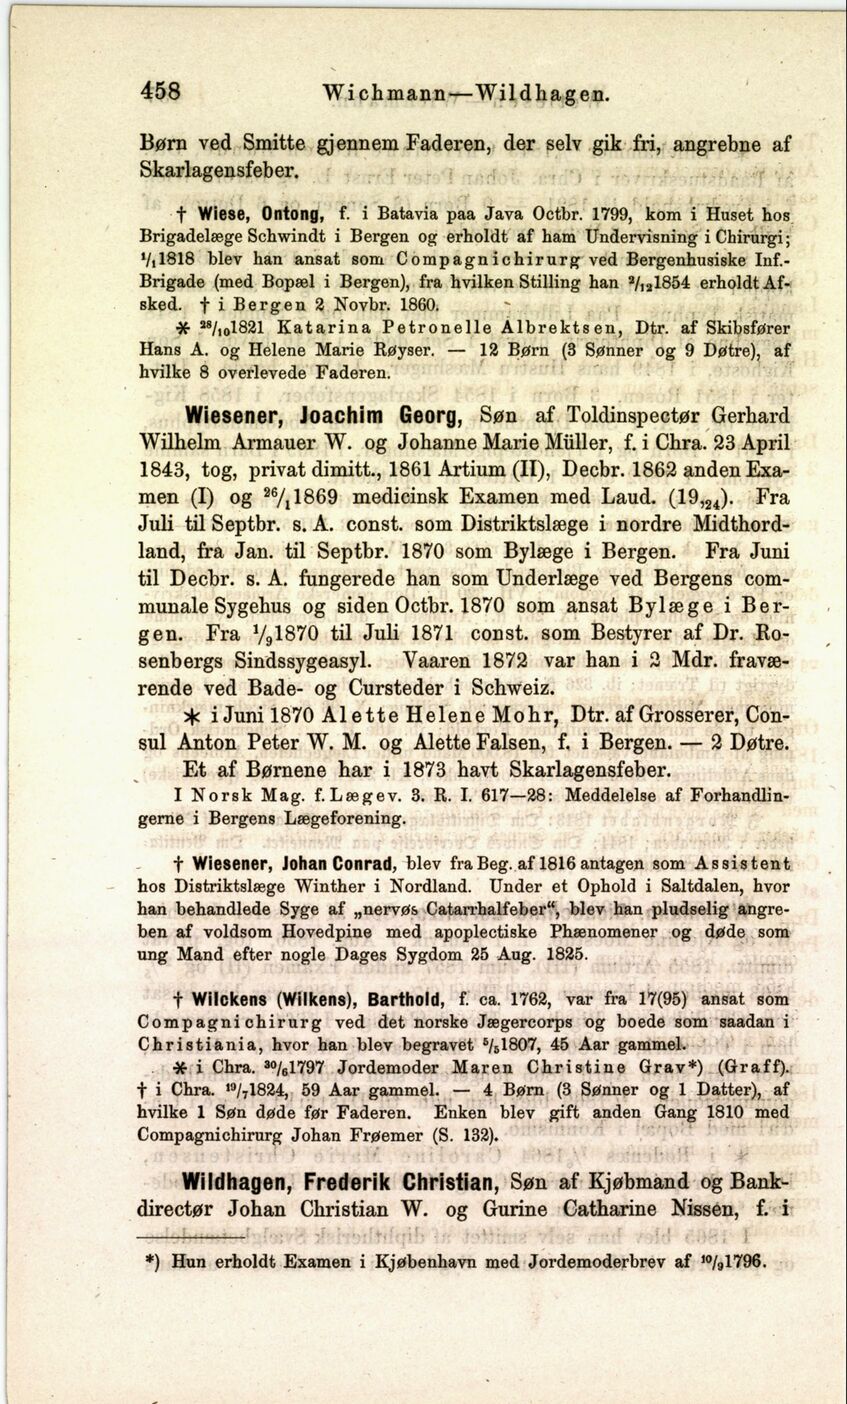 458 Wichmann—Wildhagen.
Børn ved Smitte gjennem Faderen, der selv gik fri, angrebne af
Skarlagensfeber.
† Wiese, Ontong, f. i Batavia paa Java Octbr. 1799, kom i Huset hos
Brigadelæge Schwindt i Bergen og erholdt af ham Undervisning i Chirurgi;
¹/₁1818 blev han ansat som Compagnichirurg ved Bergenhusiske Inf.-
Brigade (med Bopæl i Bergen), fra hvilken Stilling han ²/₁₂1854 erholdt Af-
sked. † i Bergen 2 Novbr. 1860.
⚹ ²⁸/₁₀1821 Katarina Petronelle Albrektsen, Dtr. af Skibsfører
Hans A. og Helene Marie Røyser. — 12 Børn (3 Sønner og 9 Døtre), af
hvilke 8 overlevede Faderen.
Wiesener, Joachim Georg, Søn af Toldinspectør Gerhard
Wilhelm Armauer W. og Johanne Marie Müller, f. i Chra. 23 April
1843, tog, privat dimitt., 1861 Artium (II), Decbr. 1862 anden Exa-
men (I) og ²⁶/₁1869 medicinsk Examen med Laud. (19,₂₄). Fra
Juli til Septbr. s. A. const. som Distriktslæge i nordre Midthord-
land, fra Jan. til Septbr. 1870 som Bylæge i Bergen. Fra Juni
til Decbr. s. A. fungerede han som Underlæge ved Bergens com-
munale Sygehus og siden Octbr. 1870 som ansat Bylæge i Ber-
gen. Fra ¹/₉1870 til Juli 1871 const. som Bestyrer af Dr. Ro-
senbergs Sindssygeasyl. Vaaren 1872 var han i 2 Mdr. fravæ-
rende ved Bade- og Cursteder i Schweiz.
⚹ i Juni 1870 Alette Helene Mohr, Dtr. af Grosserer, Con-
sul Anton Peter W. M. og Alette Falsen, f. i Bergen. — 2 Døtre.
Et af Børnene har i 1873 havt Skarlagensfeber.
I Norsk Mag. f. Lægev. 3. R. I. 617—28: Meddelelse af Forhandlin-
gerne i Bergens Lægeforening.
† Wiesener, Johan Conrad, blev fra Beg. af 1816 antagen som Assistent
hos Distriktslæge Winther i Nordland. Under et Ophold i Saltdalen, hvor
han behandlede Syge af „nervøs Catarrhalfeber“, blev han pludselig angre-
ben af voldsom Hovedpine med apoplectiske Phænomener og døde som
ung Mand efter nogle Dages Sygdom 25 Aug. 1825.
† Wilckens (Wilkens), Barthold, f. ca. 1762, var fra 17(95) ansat som
Compagnichirurg ved det norske Jægercorps og boede som saadan i
Christiania, hvor han blev begravet ⁵/₅1807, 45 Aar gammel.
⚹ i Chra. ³⁰/₆1797 Jordemoder Maren Christine Grav*) (Graff).
† i Chra. ¹⁹/₇1824, 59 Aar gammel. — 4 Børn (3 Sønner og 1 Datter), af
hvilke 1 Søn døde før Faderen. Enken blev gift anden Gang 1810 med
Compagnichirurg Johan Frøemer (S. 132).
Wildhagen, Frederik Christian, Søn af Kjøbmand og Bank-
directør Johan Christian W. og Gurine Catharine Nissen, f. i
*) Hun erholdt Examen i Kjøbenhavn med Jordemoderbrev af ¹⁰/₉1796.